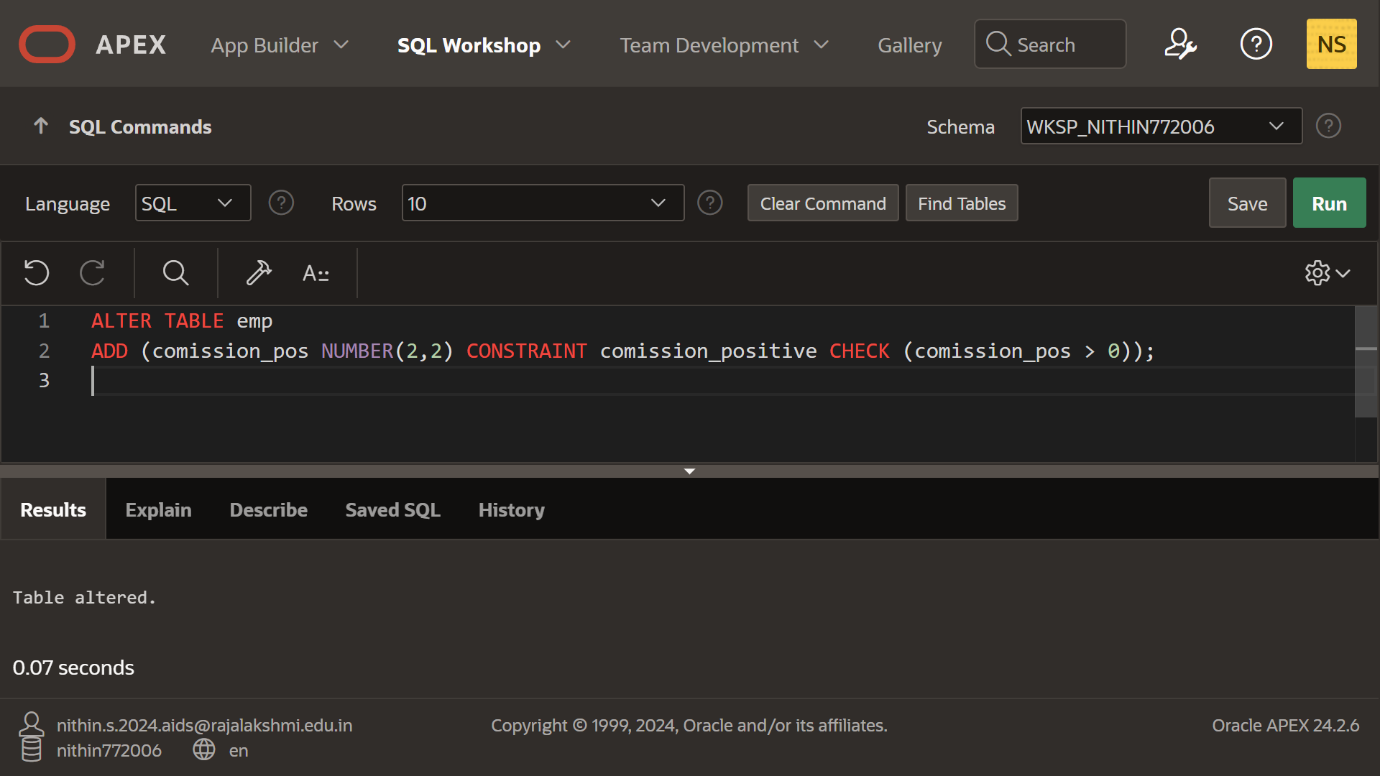 APEX App Builder SQL Workshop Team Development Gallery Search NS
SQL Commands Schema WKSP_NITHIN772006
Language SQL Rows 10 Clear Command Find Tables Save Run
1 ALTER TABLE emp
2 ADD (comission_pos NUMBER(2,2) CONSTRAINT comission_positive CHECK (comission_pos > 0));
3
Results Explain Describe Saved SQL History
Table altered.
0.07 seconds
nithin.s.2024.aids@rajalakshmi.edu.in Copyright © 1999, 2024, Oracle and/or its affiliates. Oracle APEX 24.2.6
nithin772006 en